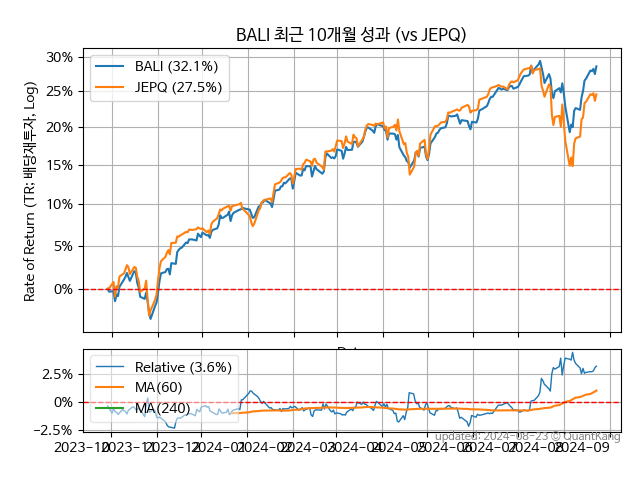 BALI 최근 10개월 성과 (vs JEPQ)
BALI (32.1%)
JEPQ (27.5%)
Rate of Return (TR: 배당재투자, Log)
30%
25%
20%
15%
10%
5%
0%
Relative (3.6%)
MA(60)
MA(240)
2.5%
0%
−2.5%
updated: 2024-08-23 © QuantKang
2023-10
2023-11
2023-12
2024-01
2024-02
2024-03
2024-04
2024-05
2024-06
2024-07
2024-08
2024-09